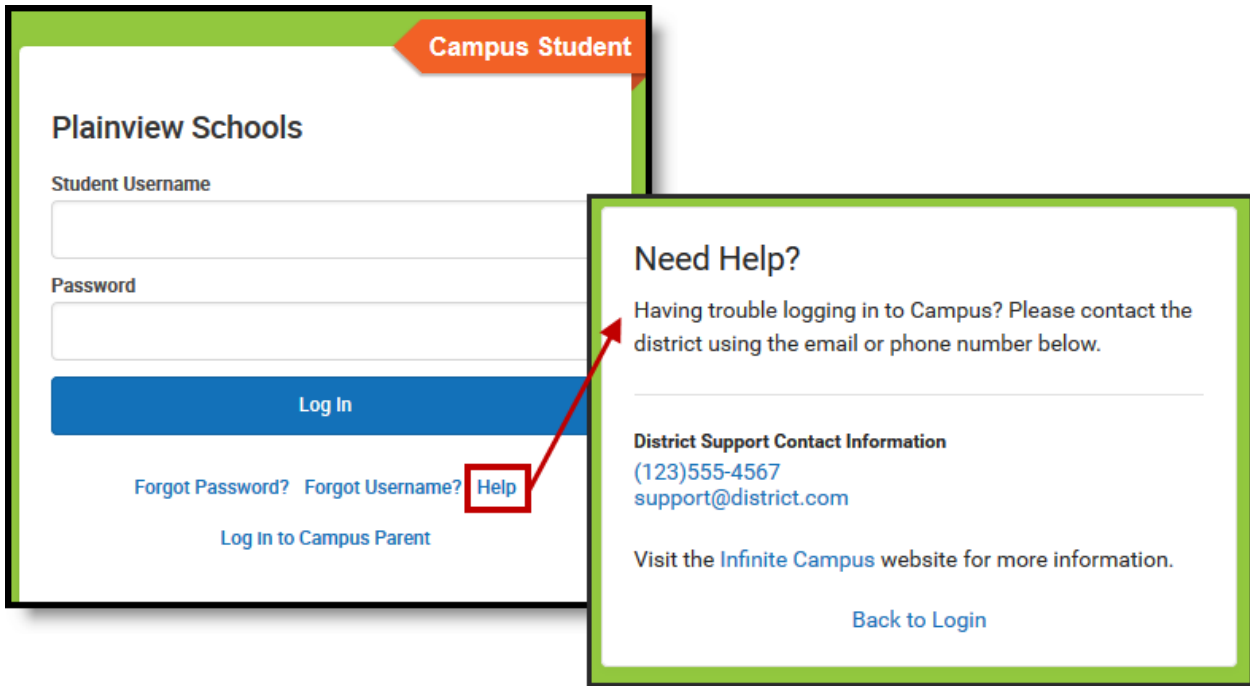 Campus Student
Plainview Schools
Student Username
Password
Log In
Forgot Password? Forgot Username? Help
Log in to Campus Parent
Need Help?
Having trouble logging in to Campus? Please contact the
district using the email or phone number below.
District Support Contact Information
(123)555-4567
support@district.com
Visit the Infinite Campus website for more information.
Back to Login